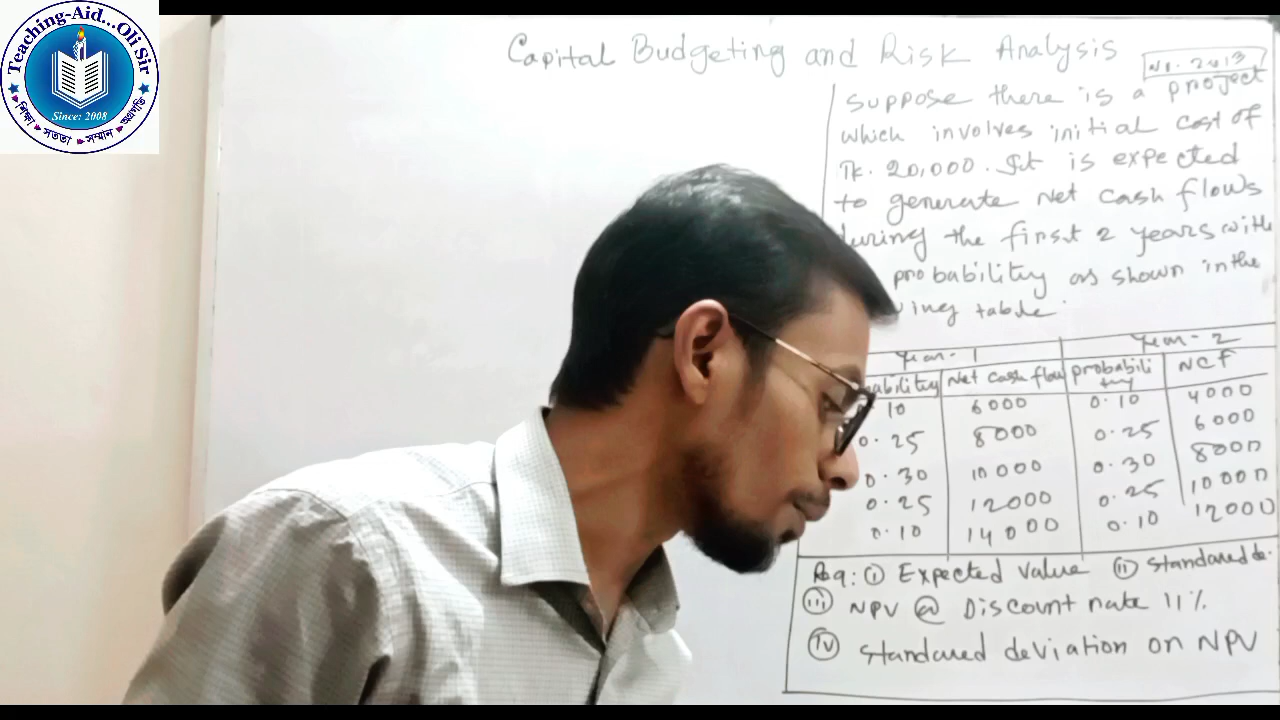 Teaching-Aid...Oli Sir
Since: 2008
শিক্ষা সততা সম্মান অগ্রগতি
Capital Budgeting and Risk Analysis
suppose there is a project
which involves initial cost of
Tk. 20,000. It is expected
to generate net cash flows
during the first 2 years with
probability as shown in the
table
Year-1 Year-2
Net cash flow probability NCF
10 6000 0.10 4000
0.25 8000 0.25 6000
0.30 10000 0.30 8000
0.25 12000 0.25 10000
0.10 14000 0.10 12000
Req: (i) Expected value (ii) Standared de.
(iii) NPV @ Discount rate 11%
(iv) Standared deviation on NPV